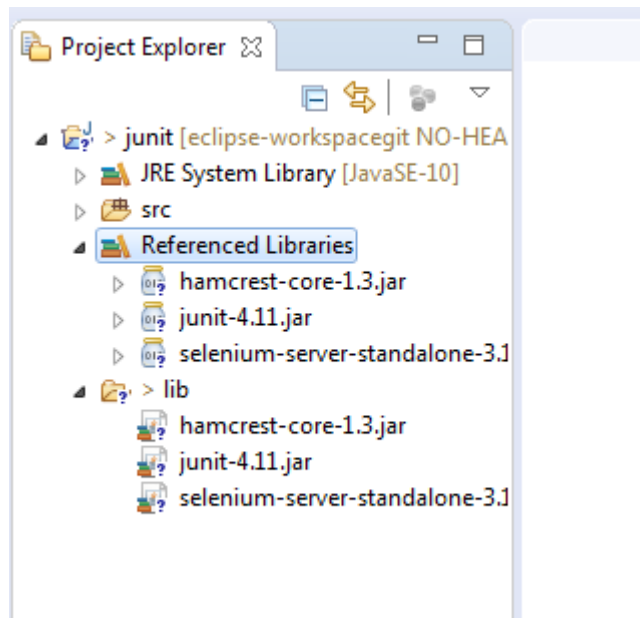 Project Explorer
> junit [eclipse-workspacegit NO-HEA
JRE System Library [JavaSE-10]
src
Referenced Libraries
hamcrest-core-1.3.jar
junit-4.11.jar
selenium-server-standalone-3.1
> lib
hamcrest-core-1.3.jar
junit-4.11.jar
selenium-server-standalone-3.1